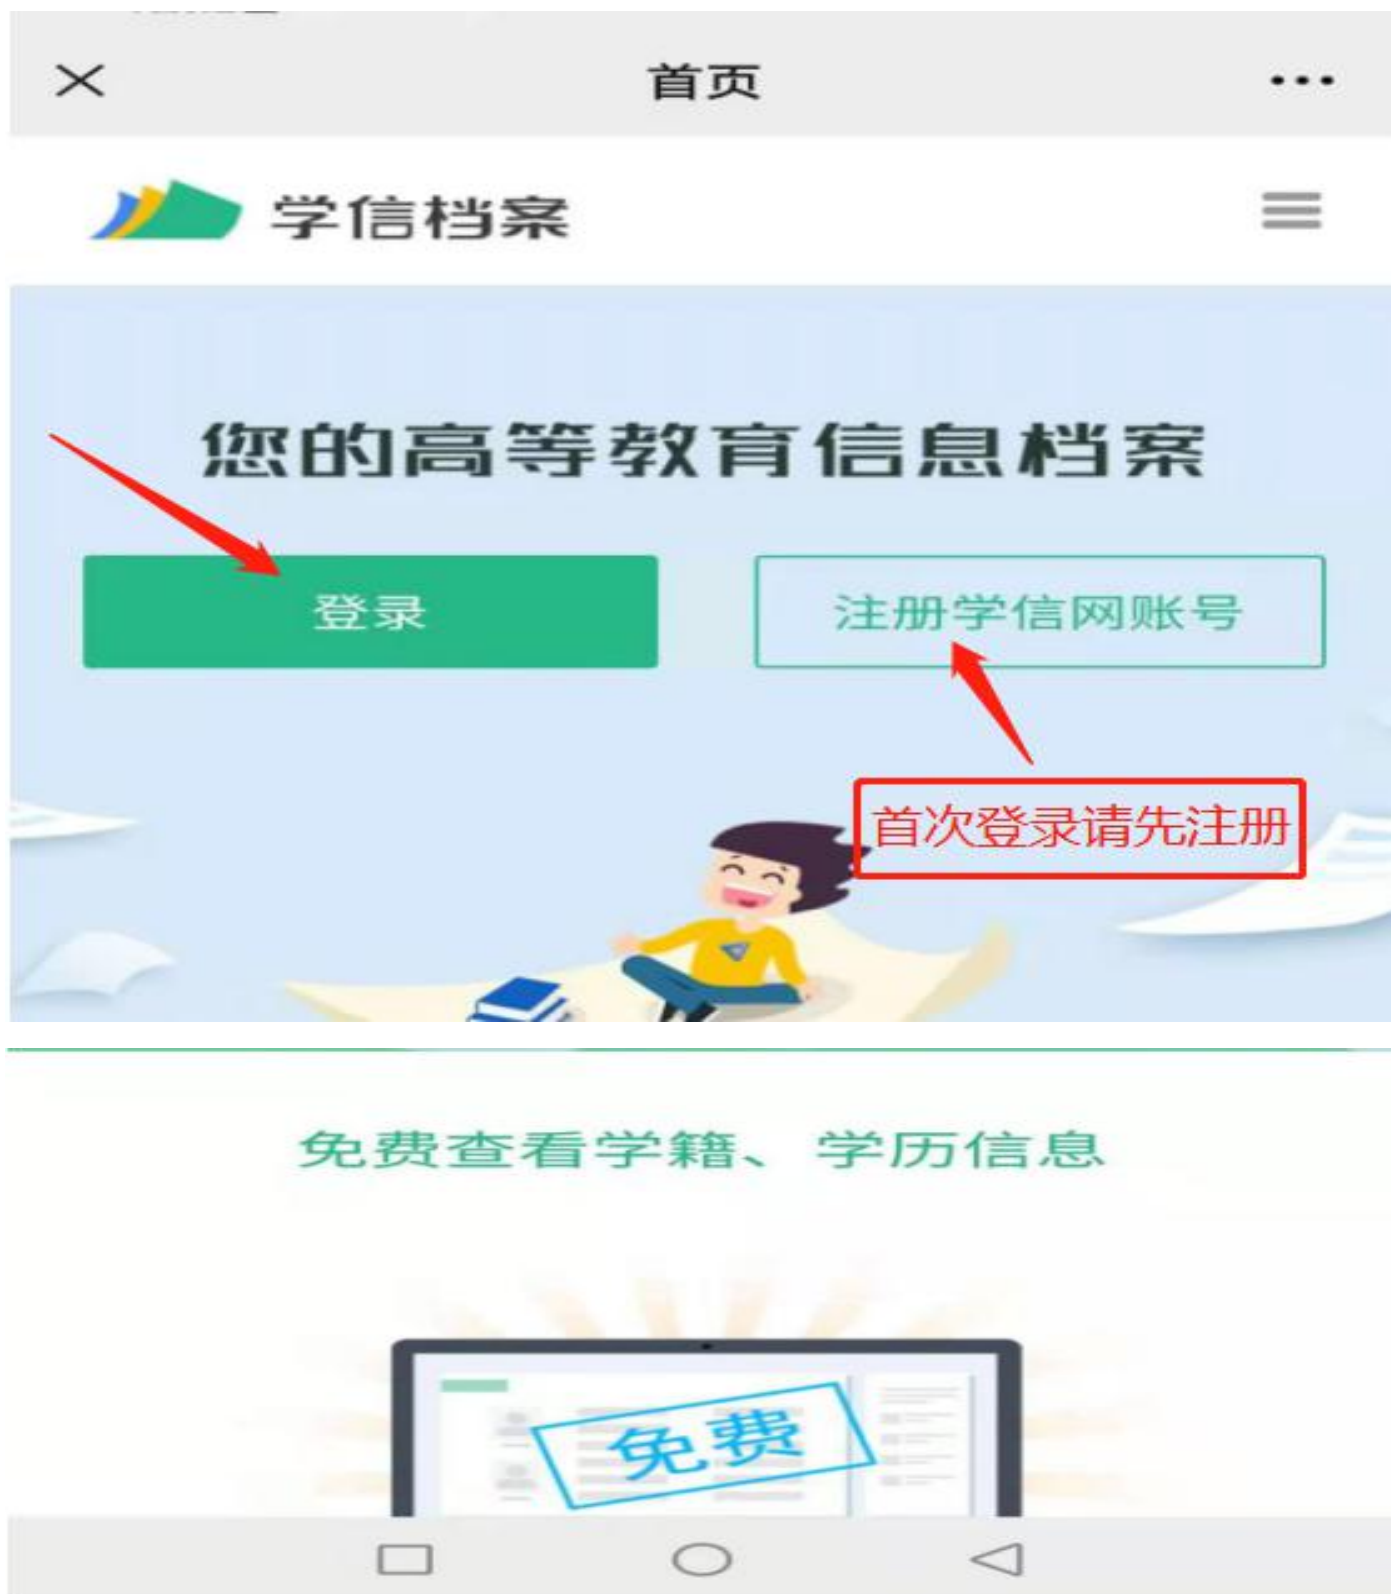 首页
学信档案
您的高等教育信息档案
登录
注册学信网账号
首次登录请先注册
免费查看学籍、学历信息
免费